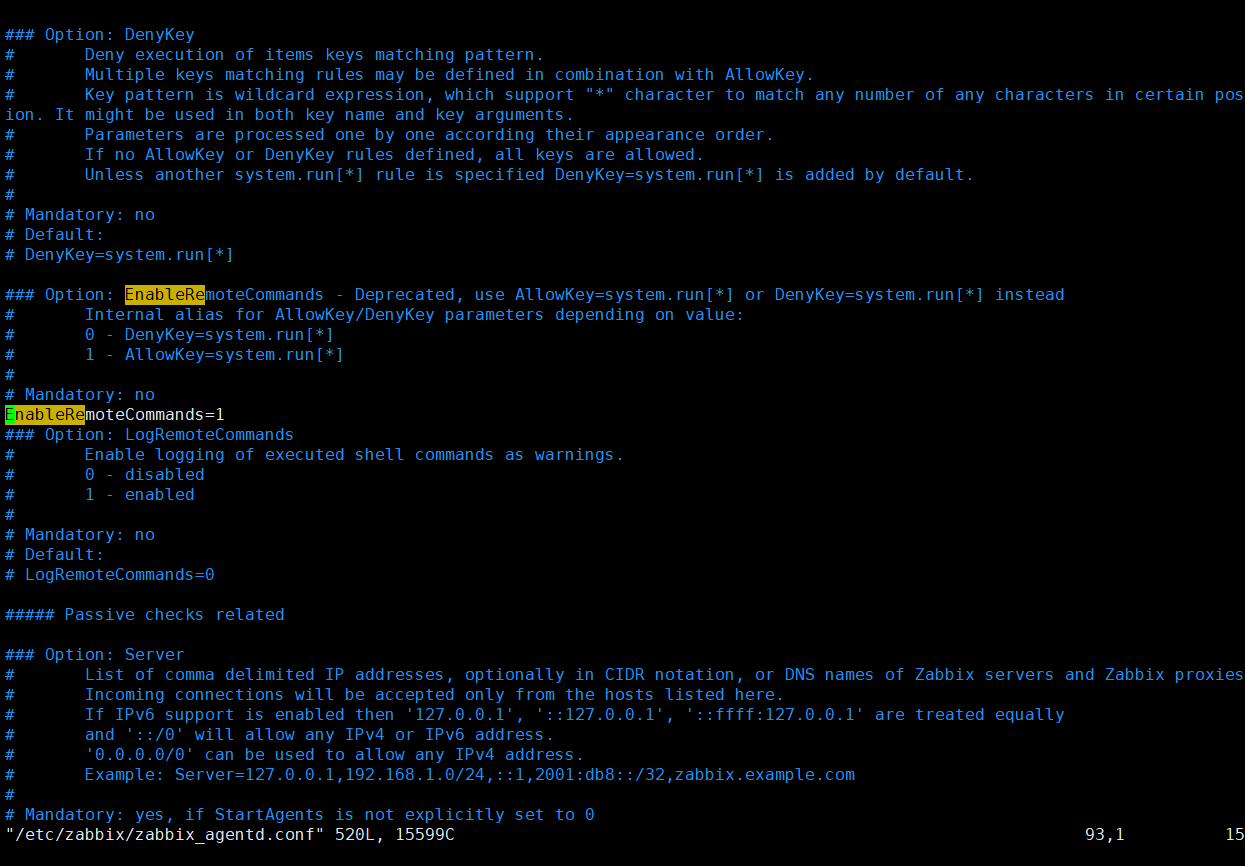 ### Option: DenyKey
#       Deny execution of items keys matching pattern.
#       Multiple keys matching rules may be defined in combination with AllowKey.
#       Key pattern is wildcard expression, which support "*" character to match any number of any characters in certain pos
ion. It might be used in both key name and key arguments.
#       Parameters are processed one by one according their appearance order.
#       If no AllowKey or DenyKey rules defined, all keys are allowed.
#       Unless another system.run[*] rule is specified DenyKey=system.run[*] is added by default.
#
# Mandatory: no
# Default:
# DenyKey=system.run[*]
### Option: EnableRemoteCommands - Deprecated, use AllowKey=system.run[*] or DenyKey=system.run[*] instead
#       Internal alias for AllowKey/DenyKey parameters depending on value:
#       0 - DenyKey=system.run[*]
#       1 - AllowKey=system.run[*]
#
# Mandatory: no
EnableRemoteCommands=1
### Option: LogRemoteCommands
#       Enable logging of executed shell commands as warnings.
#       0 - disabled
#       1 - enabled
#
# Mandatory: no
# Default:
# LogRemoteCommands=0
##### Passive checks related
### Option: Server
#       List of comma delimited IP addresses, optionally in CIDR notation, or DNS names of Zabbix servers and Zabbix proxies
#       Incoming connections will be accepted only from the hosts listed here.
#       If IPv6 support is enabled then '127.0.0.1', '::127.0.0.1', '::ffff:127.0.0.1' are treated equally
#       and '::/0' will allow any IPv4 or IPv6 address.
#       '0.0.0.0/0' can be used to allow any IPv4 address.
#       Example: Server=127.0.0.1,192.168.1.0/24,::1,2001:db8::/32,zabbix.example.com
#
# Mandatory: yes, if StartAgents is not explicitly set to 0
"/etc/zabbix/zabbix_agentd.conf" 520L, 15599C 93,1 15